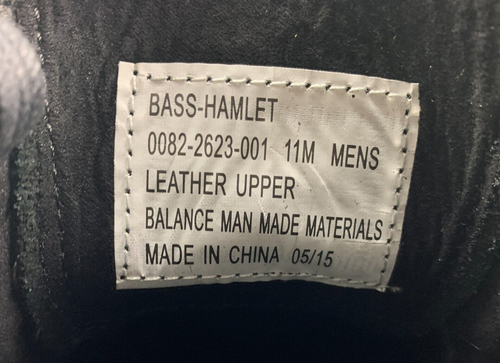 BASS-HAMLET
0082-2623-001 11M MENS
LEATHER UPPER
BALANCE MAN MADE MATERIALS
MADE IN CHINA 05/15